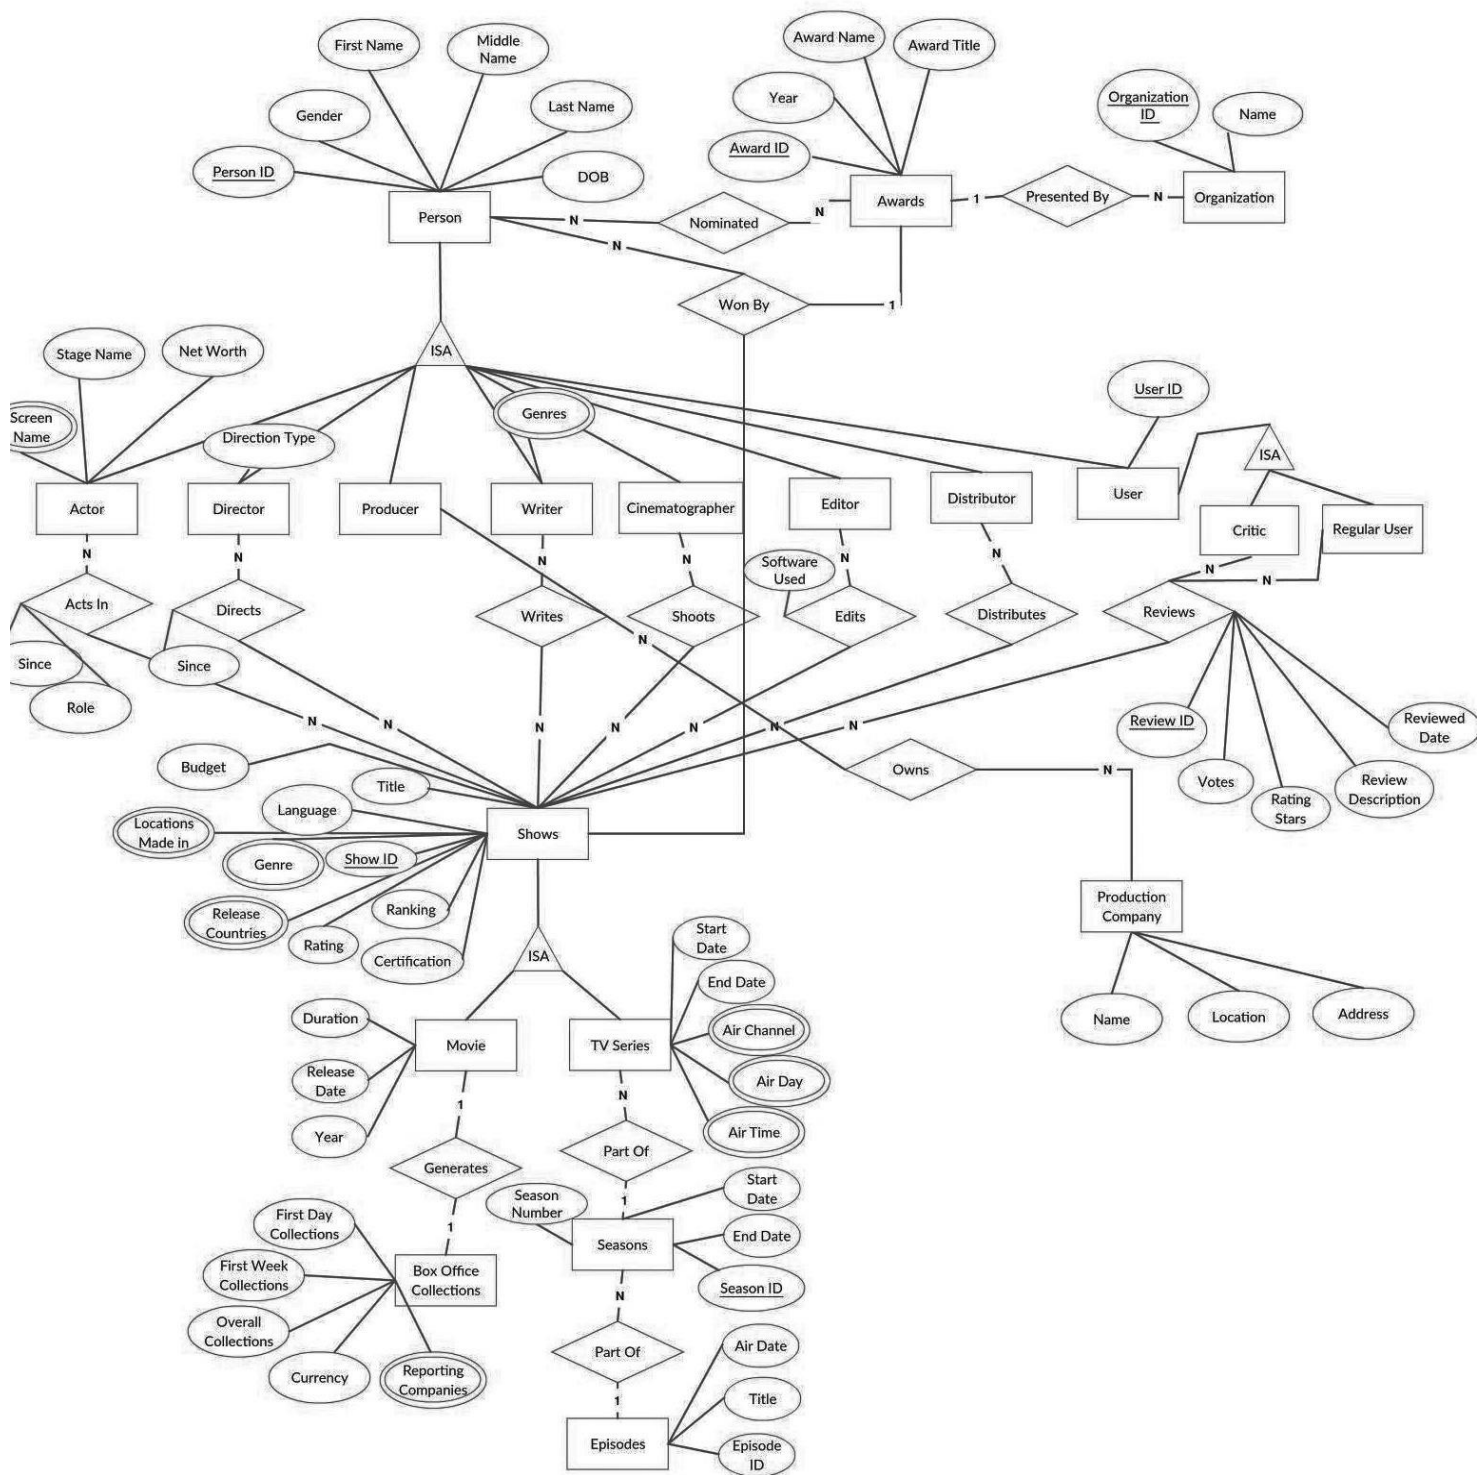 First Name
Middle
Name
Award Name
Award Title
Gender
Last Name
Year
Organization
ID
Name
Person ID
DOB
Award ID
Person
N
Nominated
N
Awards
1
Presented By
N
Organization
N
Won By
1
Stage Name
Net Worth
ISA
User ID
Screen
Name
Direction Type
Genres
ISA
Actor
Director
Producer
Writer
Cinematographer
Editor
Distributor
User
Critic
Regular User
N
N
N
N
N
N
N
N
Software
Used
Acts In
Directs
Writes
Shoots
Edits
Distributes
Reviews
Since
Since
N
Role
N
N
N
N
N
N
N
Review ID
Reviewed
Date
Budget
Title
Owns
N
Votes
Rating
Stars
Review
Description
Language
Locations
Made in
Shows
Genre
Show ID
Release
Countries
Ranking
Rating
Certification
ISA
Production
Company
Start
Date
End Date
Name
Location
Address
Duration
Movie
TV Series
Air Channel
Release
Date
Air Day
1
N
Year
Air Time
Generates
Part Of
Season
Number
1
Start
Date
First Day
Collections
1
Seasons
End Date
First Week
Collections
Box Office
Collections
Season ID
N
Overall
Collections
Part Of
Air Date
Currency
Reporting
Companies
1
Title
Episodes
Episode
ID